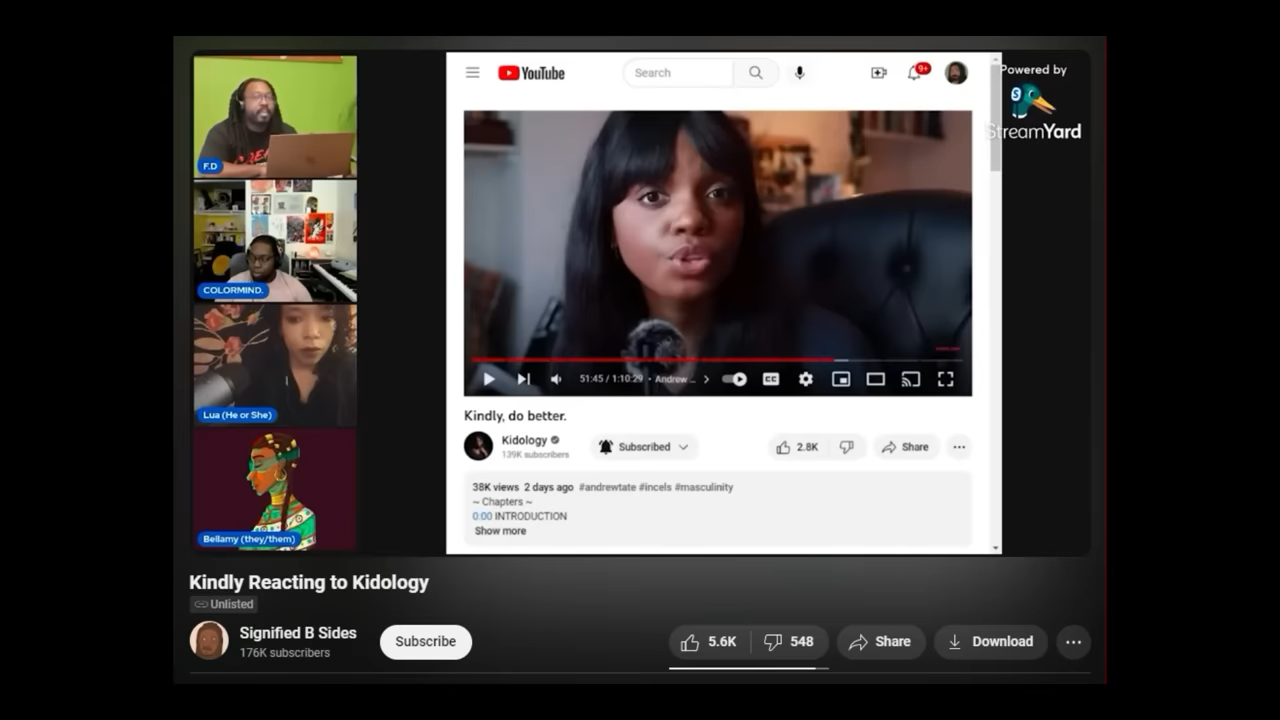 YouTube
Search
9+
Powered by
StreamYard
F.D
COLORMIND.
Lua (He or She)
Bellamy (they/them)
51:45 / 1:10:29 • Andrew ...
CC
Kindly, do better.
Kidology
139K subscribers
Subscribed
2.8K
Share
38K views 2 days ago #andrewtate #incels #masculinity
~ Chapters ~
0:00 INTRODUCTION
Show more
Kindly Reacting to Kidology
Unlisted
Signified B Sides
176K subscribers
Subscribe
5.6K
548
Share
Download